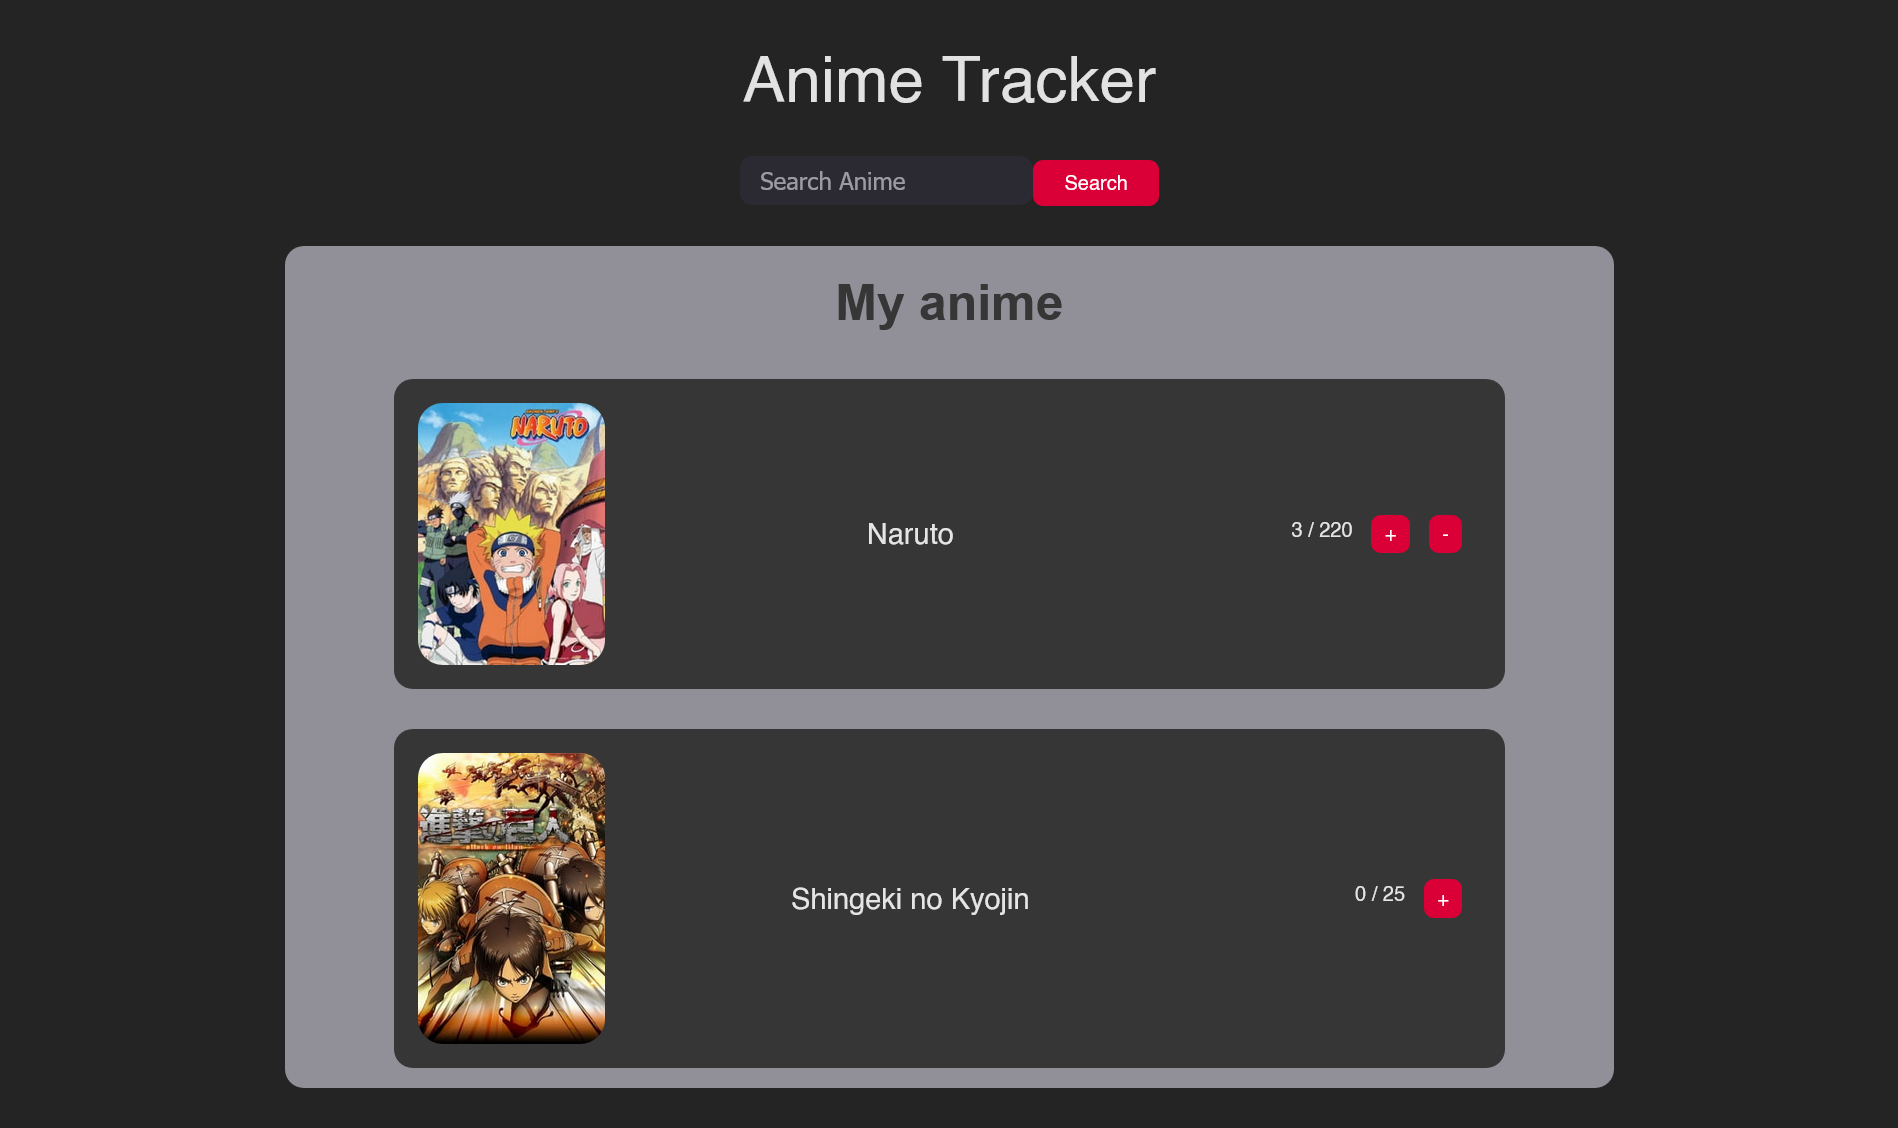 Anime Tracker
Search Anime
Search
My anime
NARUTO
Naruto
3 / 220
+
-
進撃の巨人
attack on titan
Shingeki no Kyojin
0 / 25
+